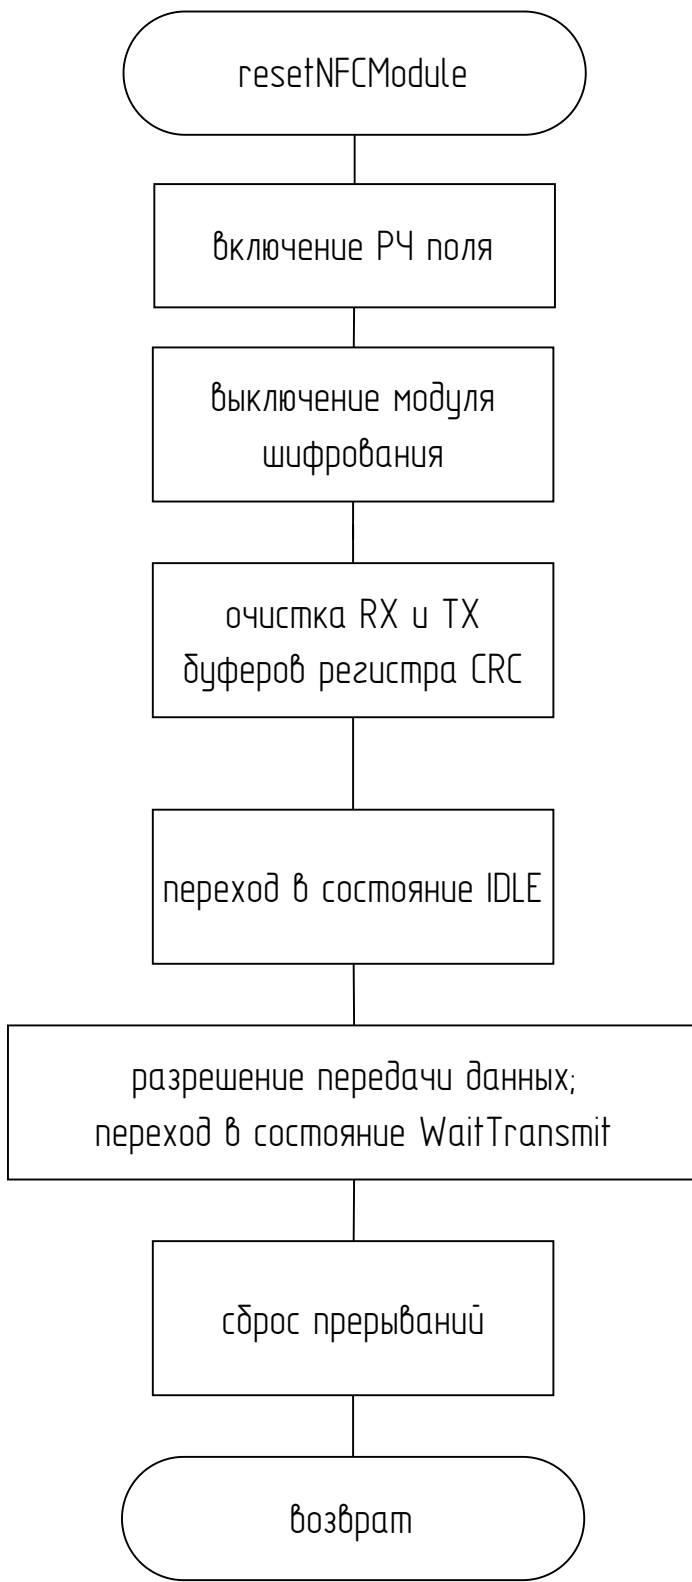 resetNFCModule
включение РЧ поля
выключение модуля
шифрования
очистка RX и TX
буферов регистра CRC
переход в состояние IDLE
разрешение передачи данных;
переход в состояние WaitTransmit
сброс прерываний
возврат